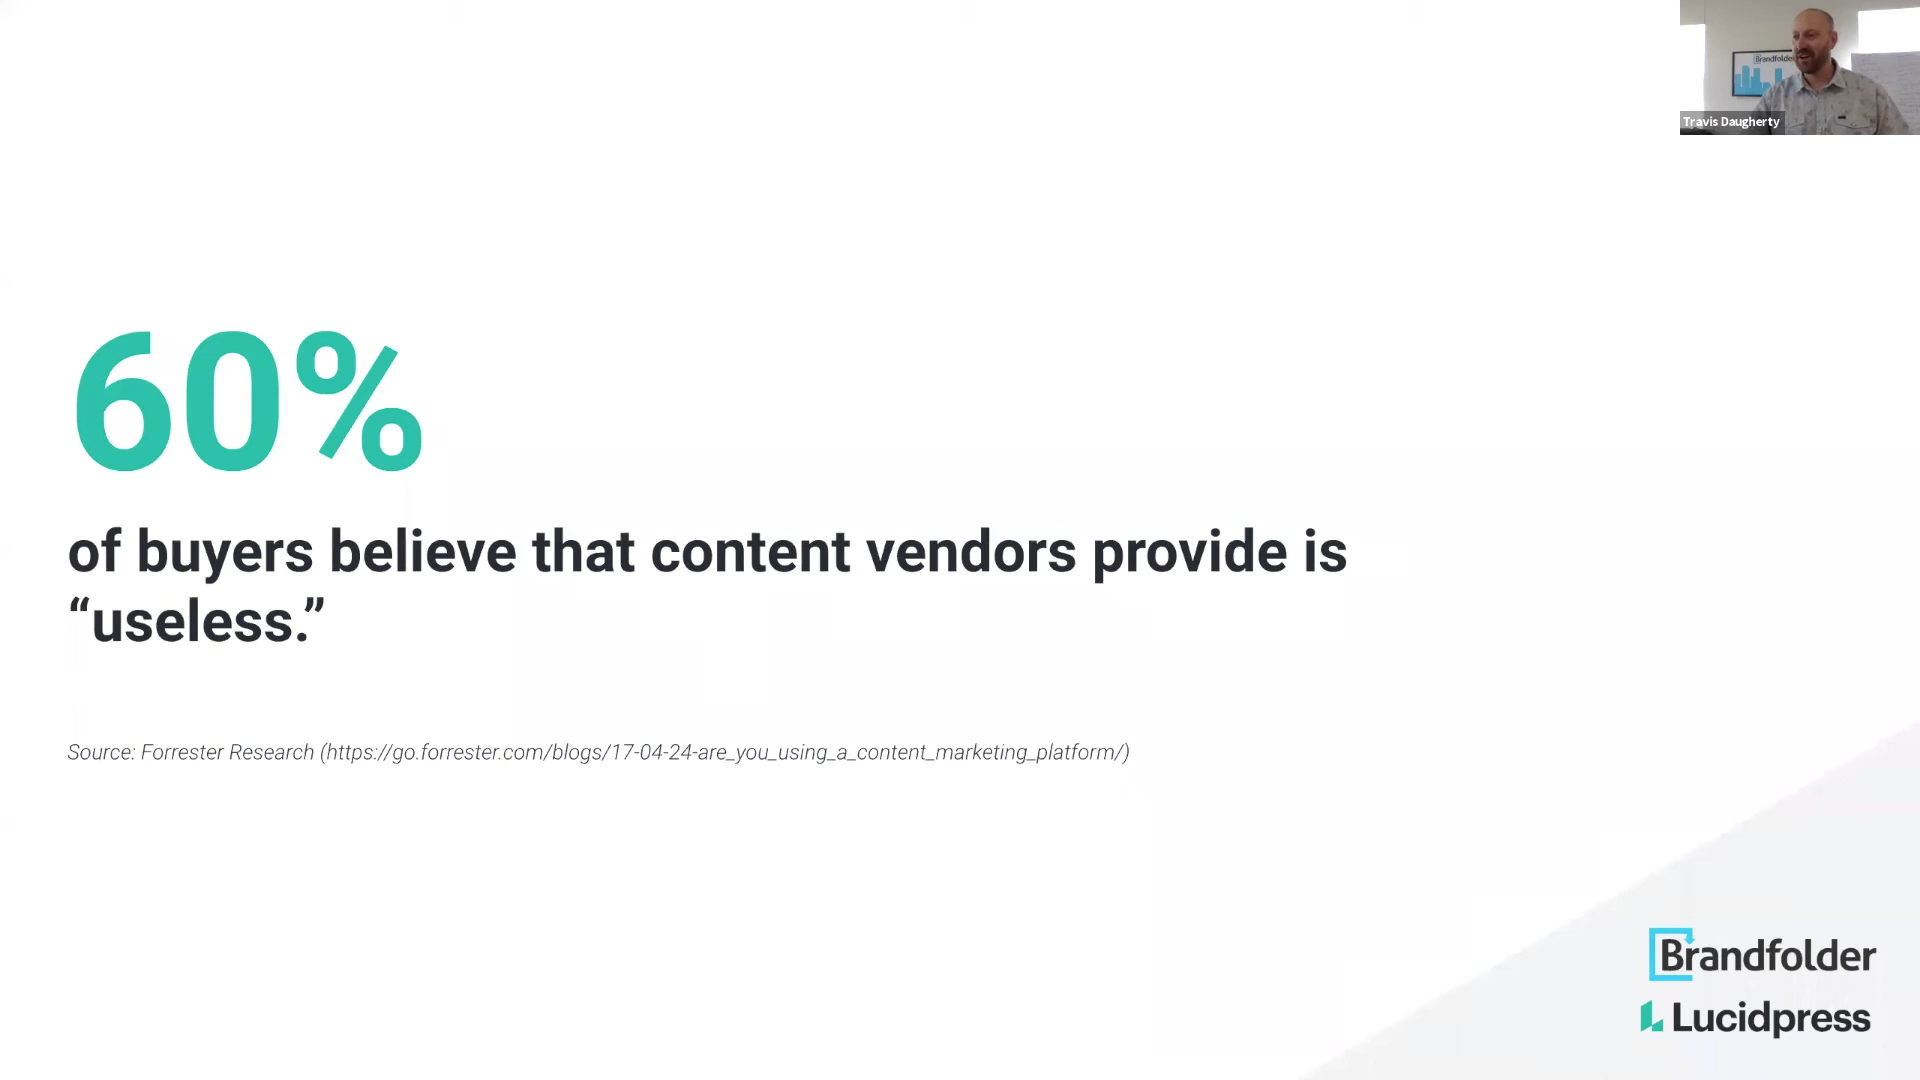 Brandfolder
Travis Daugherty
60%
of buyers believe that content vendors provide is
“useless.”
Source: Forrester Research (https://go.forrester.com/blogs/17-04-24-are_you_using_a_content_marketing_platform/)
Brandfolder
Lucidpress